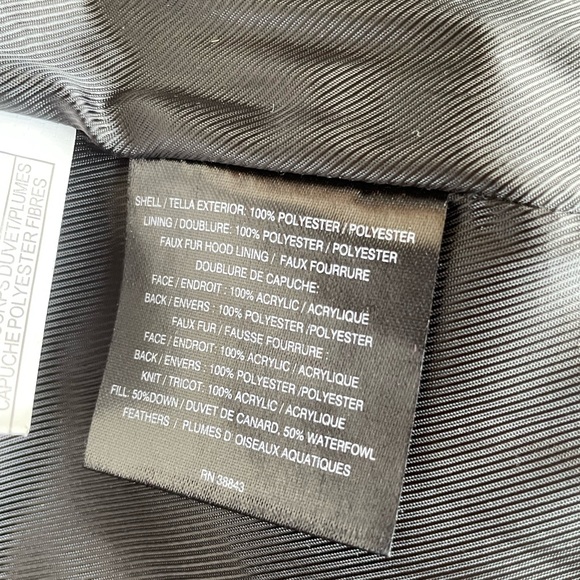 SHELL / TELLA EXTERIOR: 100% POLYESTER / POLYESTER
LINING / DOUBLURE: 100% POLYESTER / POLYESTER
FAUX FUR HOOD LINING / FAUX FOURRURE
DOUBLURE DE CAPUCHE:
FACE / ENDROIT : 100% ACRYLIC / ACRYLIQUE
BACK / ENVERS : 100% POLYESTER /POLYESTER
FAUX FUR / FAUSSE FOURRURE :
FACE / ENDROIT: 100% ACRYLIC / ACRYLIQUE
BACK / ENVERS: 100% POLYESTER /POLYESTER
KNIT / TRICOT: 100% ACRYLIC / ACRYLIQUE
FILL: 50%DOWN / DUVET DE CANARD, 50% WATERFOWL
FEATHERS / PLUMES D' OISEAUX AQUATIQUES
RN 38843
DUVET/PLUMES
CAPUCHE POLYESTER FIBRES